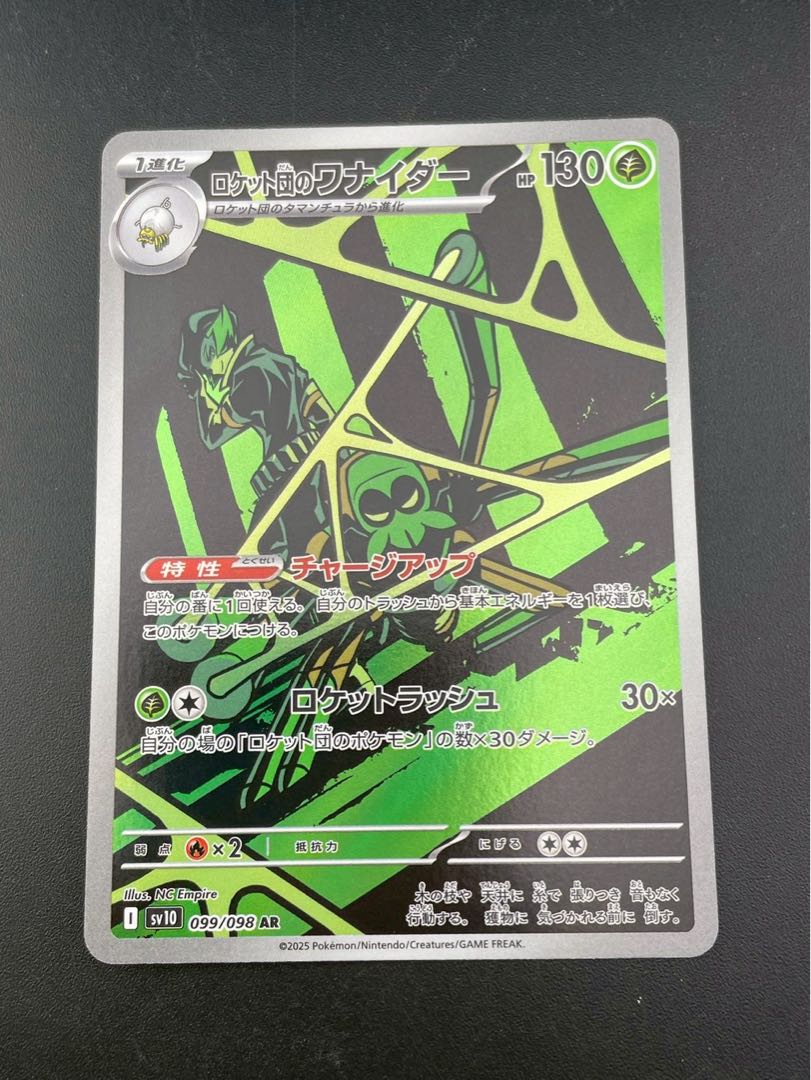 1進化
ロケット団のワナイダー
HP 130
ロケット団のタマンチュラから進化
特性 チャージアップ
自分の番に1回使える。自分のトラッシュから基本エネルギーを1枚選び、
このポケモンにつける。
ロケットラッシュ 30×
自分の場の「ロケット団のポケモン」の数×30ダメージ。
弱点 ×2 抵抗力 にげる
Illus. NC Empire
木の枝や 天井に 糸で 張りつき 音もなく
行動する。獲物に 気づかれる前に 倒す。
I sv10 099/098 AR
©2025 Pokémon/Nintendo/Creatures/GAME FREAK.